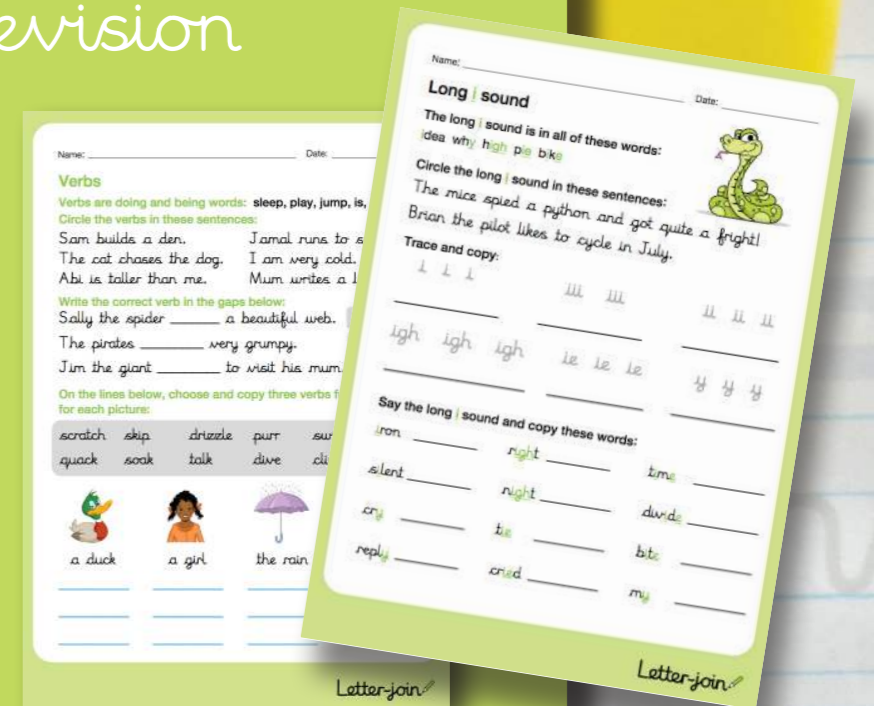 evision
Name: Date:
Verbs
Verbs are doing and being words: sleep, play, jump, is,
Circle the verbs in these sentences:
Sam builds a den. Jamal runs to s
The cat chases the dog. I am very cold.
Abi is taller than me. Mum writes a l
Write the correct verb in the gaps below:
Sally the spider a beautiful web.
The pirates very grumpy.
Jim the giant to visit his mum.
On the lines below, choose and copy three verbs f
for each picture:
scratch skip drizzle purr sur
quack soak talk dive cli
a duck a girl the rain
Letter-join
Name: Date:
Long i sound
The long i sound is in all of these words:
idea why high pie bike
Circle the long i sound in these sentences:
The mice spied a python and got quite a fright!
Brian the pilot likes to cycle in July.
Trace and copy:
i i i iii iii ii ii ii
igh igh igh ie ie ie y y y
Say the long i sound and copy these words:
iron right time
silent night divide
cry tie bite
reply cried my
Letter-join